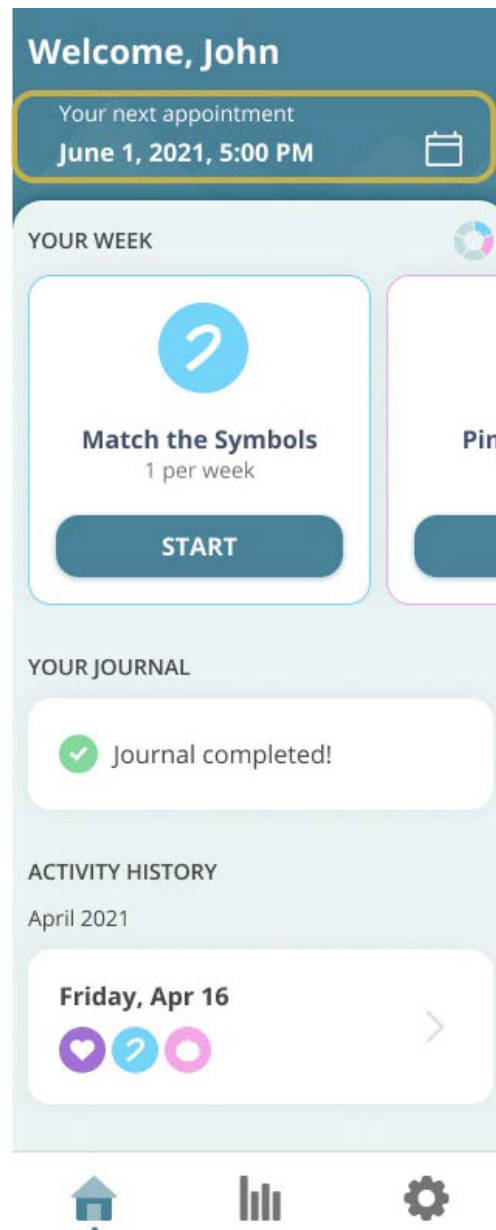 Welcome, John
Your next appointment
June 1, 2021, 5:00 PM
YOUR WEEK
Match the Symbols
1 per week
START
YOUR JOURNAL
Journal completed!
ACTIVITY HISTORY
April 2021
Friday, Apr 16